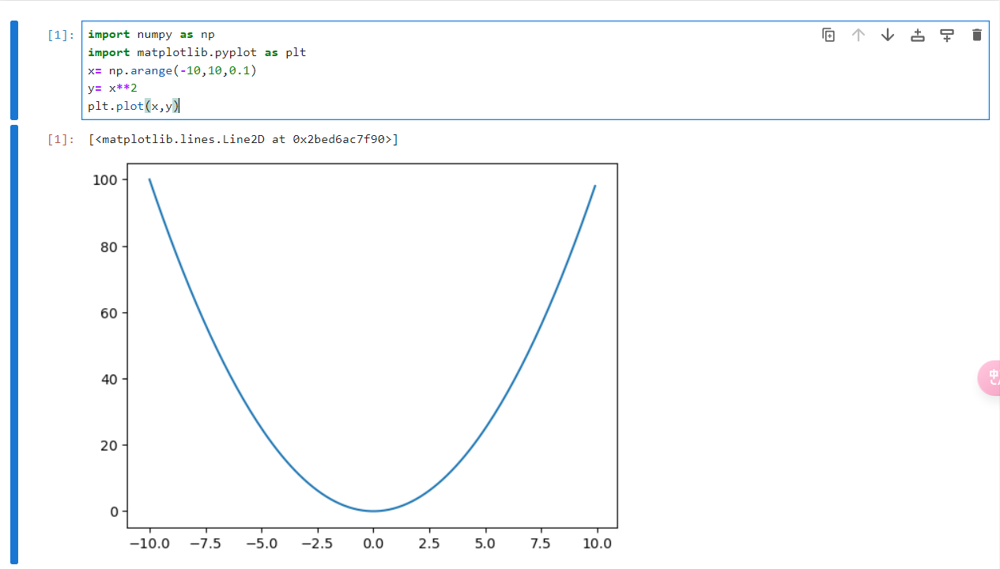 [1]:
import numpy as np
import matplotlib.pyplot as plt
x= np.arange(-10,10,0.1)
y= x**2
plt.plot(x,y)
[1]:
[<matplotlib.lines.Line2D at 0x2bed6ac7f90>]
100
80
60
40
20
0
−10.0 −7.5 −5.0 −2.5 0.0 2.5 5.0 7.5 10.0
中